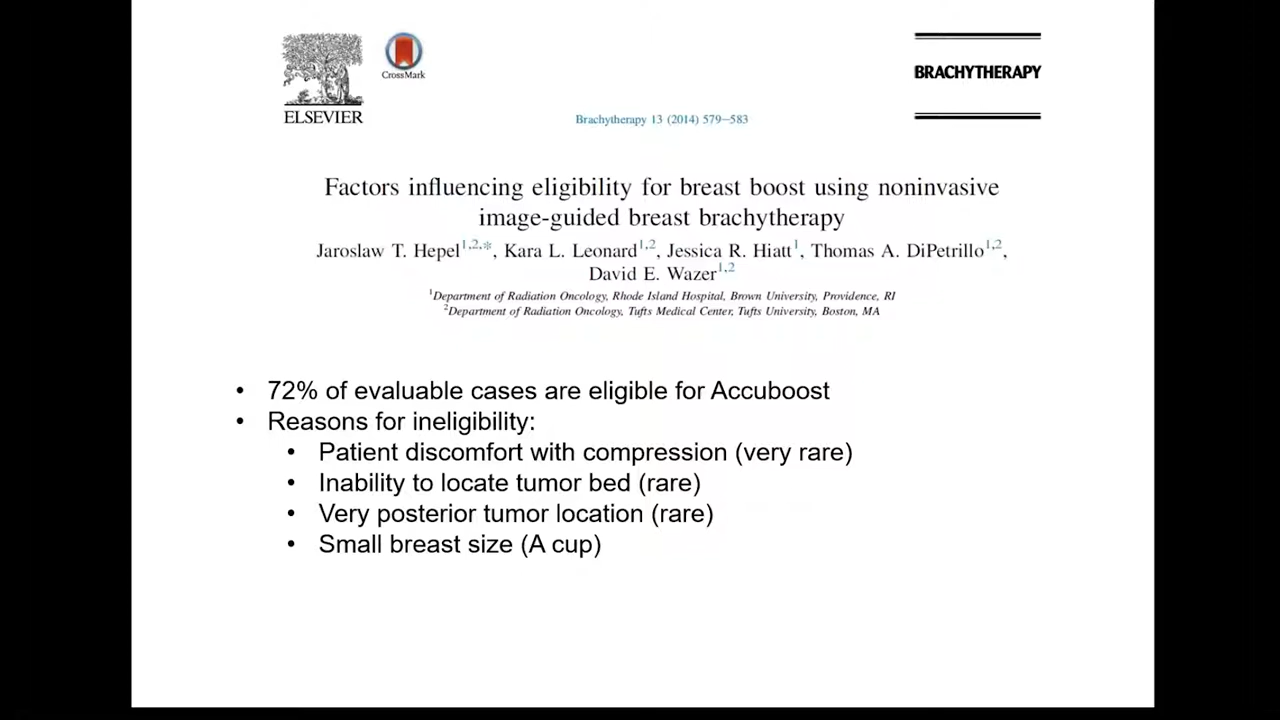 ELSEVIER
CrossMark
BRACHYTHERAPY
Brachytherapy 13 (2014) 579–583
Factors influencing eligibility for breast boost using noninvasive
image-guided breast brachytherapy
Jaroslaw T. Hepel1,2,*, Kara L. Leonard1,2, Jessica R. Hiatt1, Thomas A. DiPetrillo1,2,
David E. Wazer1,2
1Department of Radiation Oncology, Rhode Island Hospital, Brown University, Providence, RI
2Department of Radiation Oncology, Tufts Medical Center, Tufts University, Boston, MA
• 72% of evaluable cases are eligible for Accuboost
• Reasons for ineligibility:
• Patient discomfort with compression (very rare)
• Inability to locate tumor bed (rare)
• Very posterior tumor location (rare)
• Small breast size (A cup)